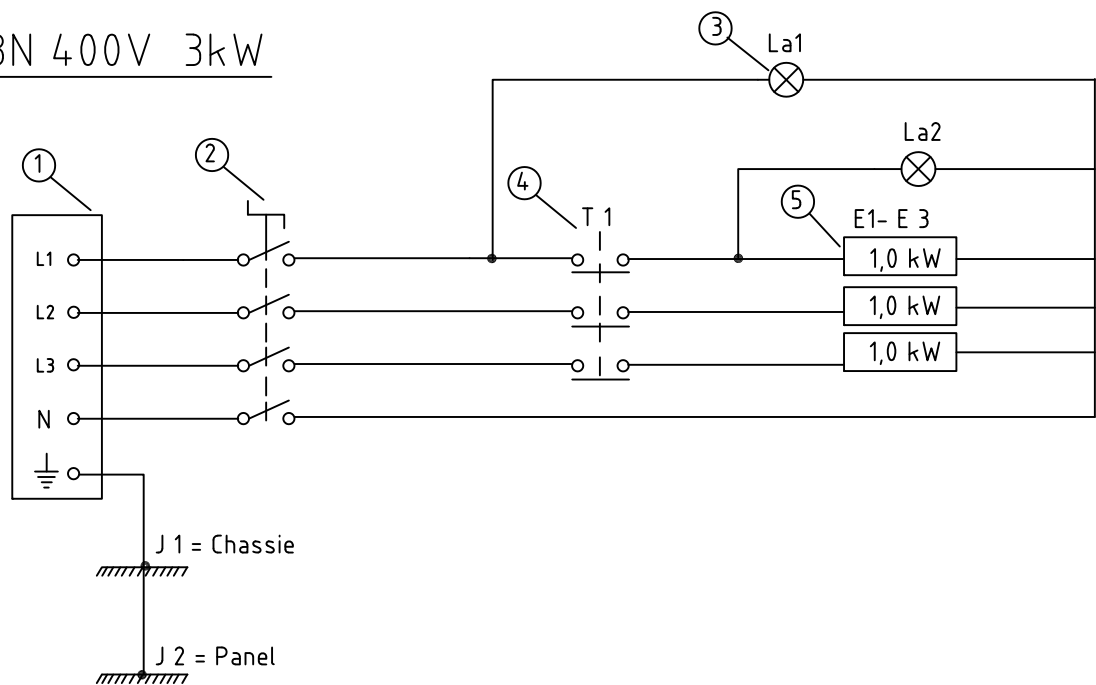 3N 400V 3kW
3
La1
La2
1
2
4
T 1
5
E1- E 3
L1
1,0 kW
L2
1,0 kW
L3
1,0 kW
N
J 1 = Chassie
J 2 = Panel